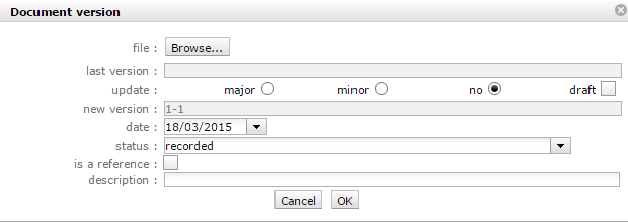 Document version
file : Browse...
last version :
update : major minor no draft
new version : 1-1
date : 18/03/2015
status : recorded
is a reference :
description :
Cancel OK